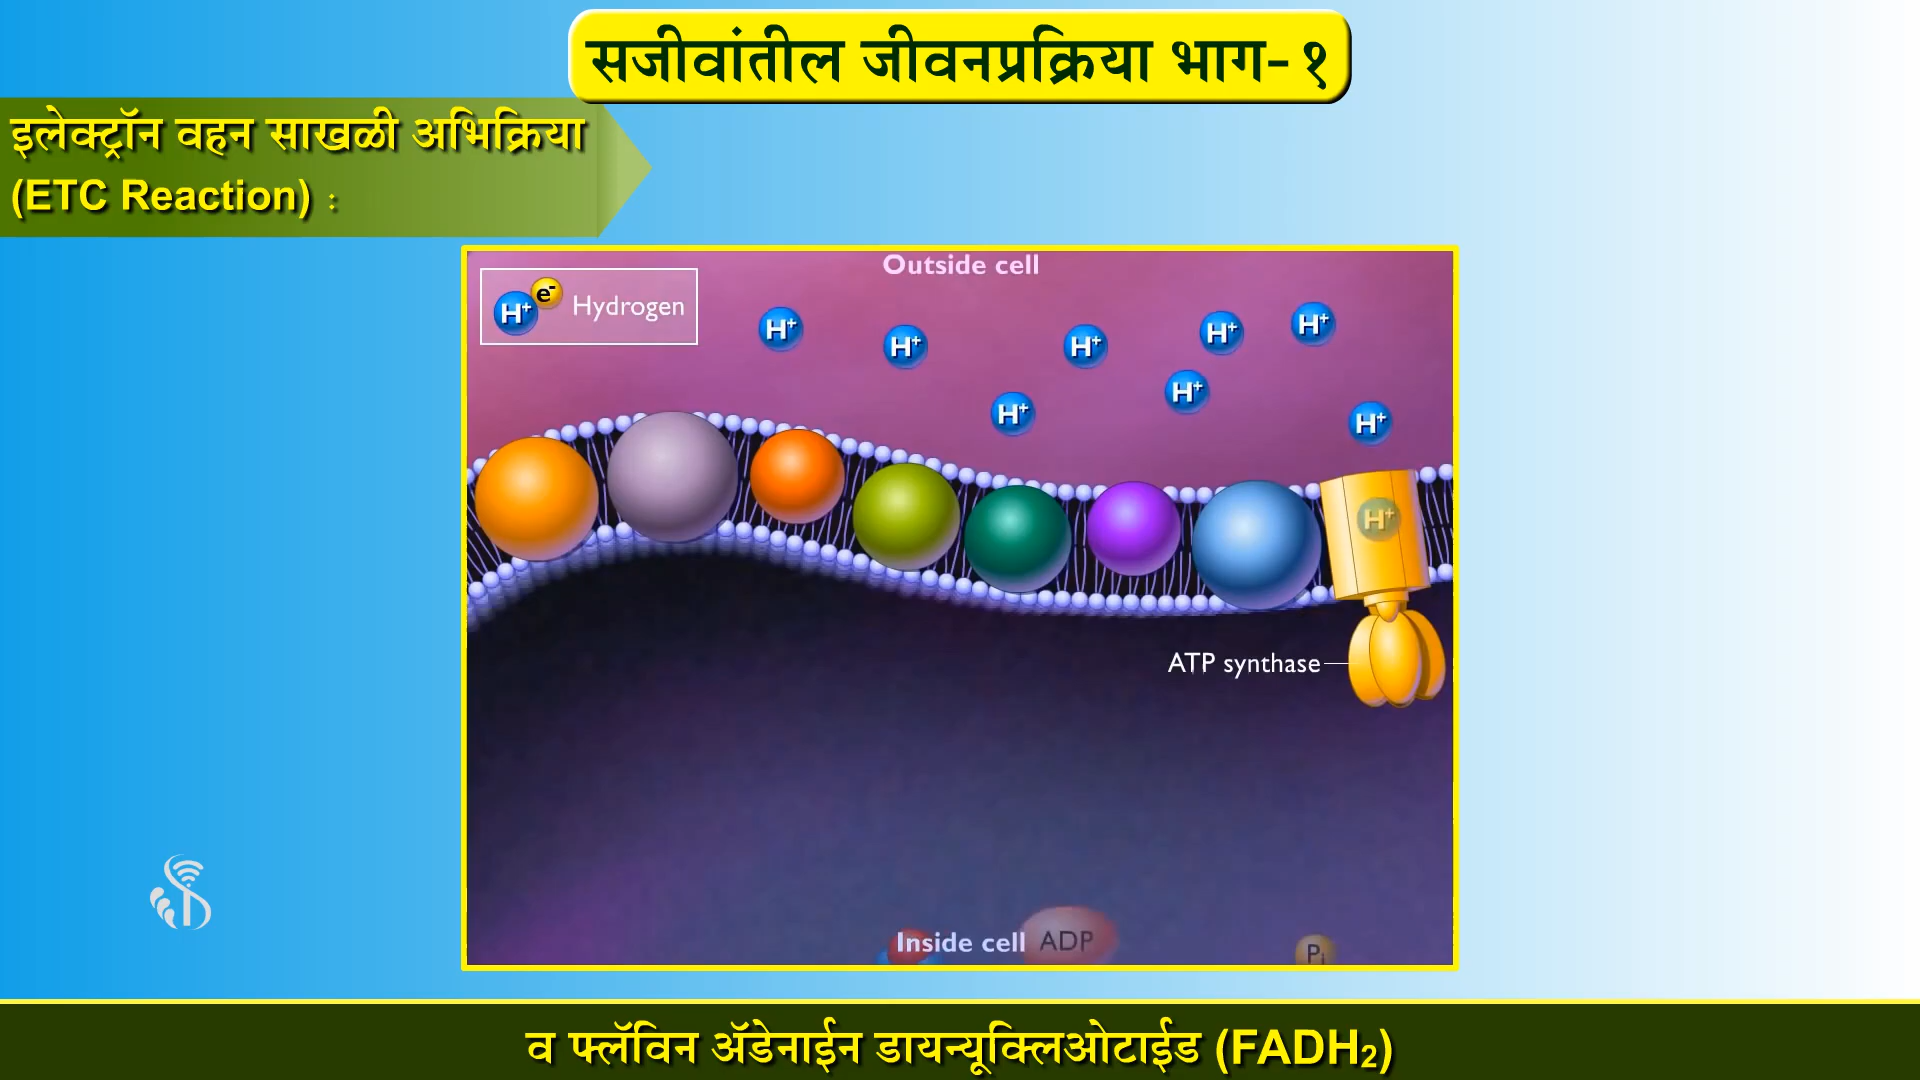 सजीवांतील जीवनप्रक्रिया भाग-१
इलेक्ट्रॉन वहन साखळी अभिक्रिया
(ETC Reaction) :
Outside cell
H⁺ e⁻ Hydrogen
H⁺
H⁺
H⁺
H⁺
H⁺
H⁺
H⁺
H⁺
H⁺
ATP synthase
Inside cell
ADP
Pᵢ
व फ्लॅविन ॲडेनाईन डायन्यूक्लिओटाईड (FADH₂)